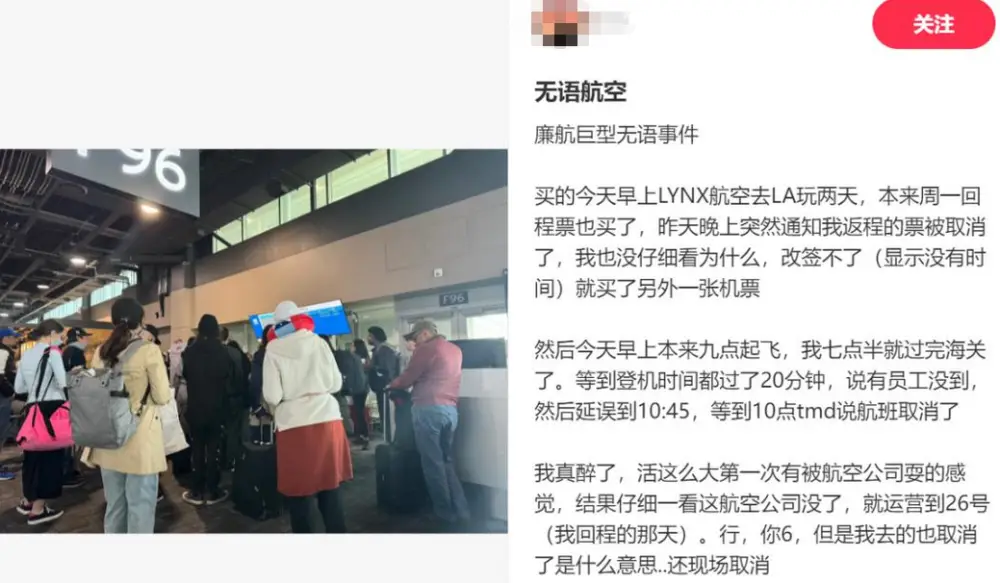 F96
F96
关注
无语航空
廉航巨型无语事件
买的今天早上LYNX航空去LA玩两天，本来周一回
程票也买了，昨天晚上突然通知我返程的票被取消
了，我也没仔细看为什么，改签不了（显示没有时
间）就买了另外一张机票
然后今天早上本来九点起飞，我七点半就过完海关
了。等到登机时间都过了20分钟，说有员工没到，
然后延误到10:45，等到10点tmd说航班取消了
我真醉了，活这么大第一次有被航空公司耍的感
觉，结果仔细一看这航空公司没了，就运营到26号
（我回程的那天）。行，你6，但是我去的也取消
了是什么意思..还现场取消